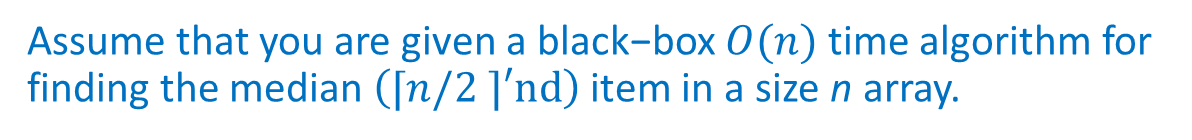 Assume that you are given a black−box O(n) time algorithm for
finding the median (⌈n/2 ⌉′nd) item in a size n array.